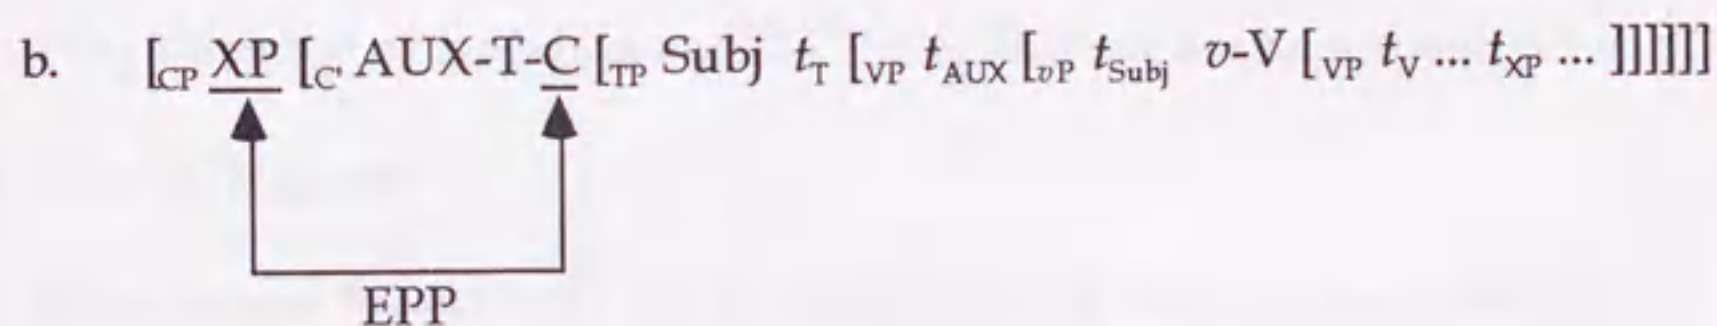 b. [CP XP [C' AUX-T-C [TP Subj tT [VP tAUX [vP tSubj v-V [VP tV ... tXP ... ]]]]]]
EPP